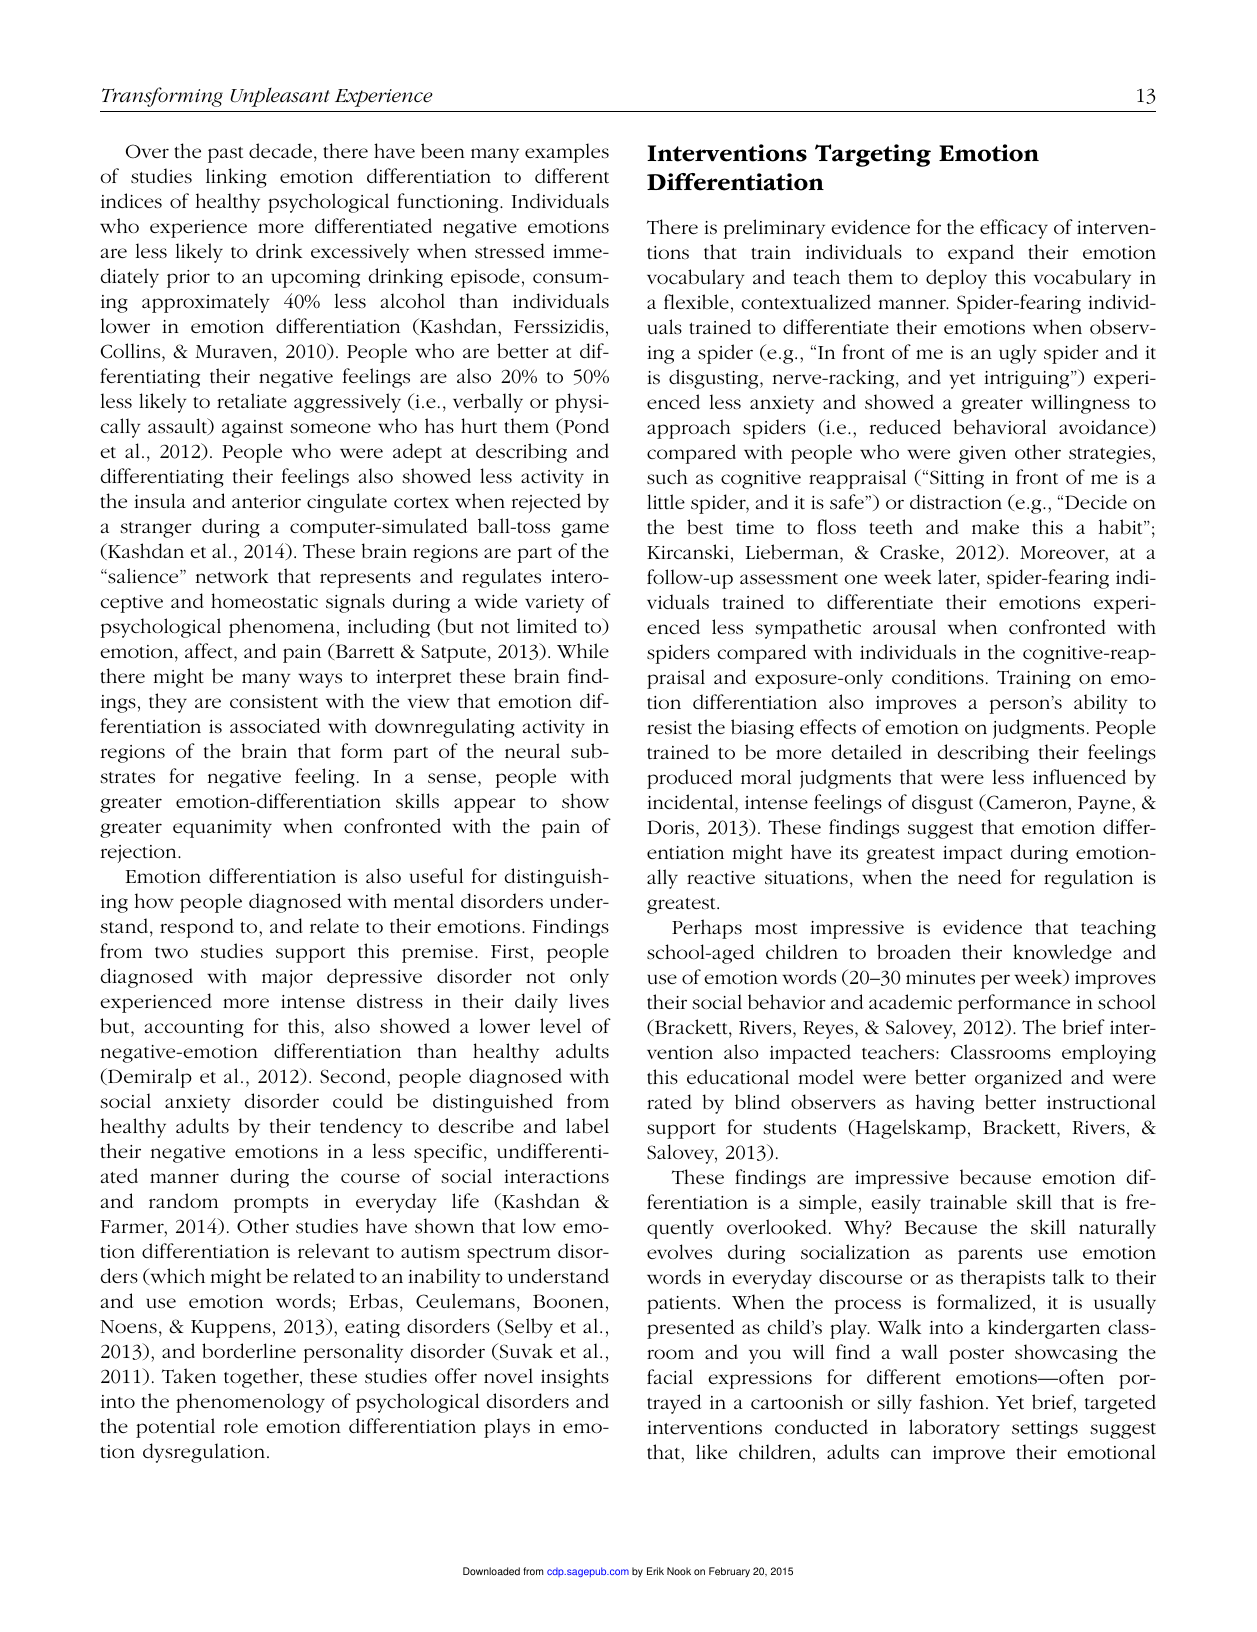 Transforming Unpleasant Experience 13
Over the past decade, there have been many examples
of studies linking emotion differentiation to different
indices of healthy psychological functioning. Individuals
who experience more differentiated negative emotions
are less likely to drink excessively when stressed imme-
diately prior to an upcoming drinking episode, consum-
ing approximately 40% less alcohol than individuals
lower in emotion differentiation (Kashdan, Ferssizidis,
Collins, & Muraven, 2010). People who are better at dif-
ferentiating their negative feelings are also 20% to 50%
less likely to retaliate aggressively (i.e., verbally or physi-
cally assault) against someone who has hurt them (Pond
et al., 2012). People who were adept at describing and
differentiating their feelings also showed less activity in
the insula and anterior cingulate cortex when rejected by
a stranger during a computer-simulated ball-toss game
(Kashdan et al., 2014). These brain regions are part of the
“salience” network that represents and regulates intero-
ceptive and homeostatic signals during a wide variety of
psychological phenomena, including (but not limited to)
emotion, affect, and pain (Barrett & Satpute, 2013). While
there might be many ways to interpret these brain find-
ings, they are consistent with the view that emotion dif-
ferentiation is associated with downregulating activity in
regions of the brain that form part of the neural sub-
strates for negative feeling. In a sense, people with
greater emotion-differentiation skills appear to show
greater equanimity when confronted with the pain of
rejection.
Emotion differentiation is also useful for distinguish-
ing how people diagnosed with mental disorders under-
stand, respond to, and relate to their emotions. Findings
from two studies support this premise. First, people
diagnosed with major depressive disorder not only
experienced more intense distress in their daily lives
but, accounting for this, also showed a lower level of
negative-emotion differentiation than healthy adults
(Demiralp et al., 2012). Second, people diagnosed with
social anxiety disorder could be distinguished from
healthy adults by their tendency to describe and label
their negative emotions in a less specific, undifferenti-
ated manner during the course of social interactions
and random prompts in everyday life (Kashdan &
Farmer, 2014). Other studies have shown that low emo-
tion differentiation is relevant to autism spectrum disor-
ders (which might be related to an inability to understand
and use emotion words; Erbas, Ceulemans, Boonen,
Noens, & Kuppens, 2013), eating disorders (Selby et al.,
2013), and borderline personality disorder (Suvak et al.,
2011). Taken together, these studies offer novel insights
into the phenomenology of psychological disorders and
the potential role emotion differentiation plays in emo-
tion dysregulation.
Interventions Targeting Emotion
Differentiation
There is preliminary evidence for the efficacy of interven-
tions that train individuals to expand their emotion
vocabulary and teach them to deploy this vocabulary in
a flexible, contextualized manner. Spider-fearing individ-
uals trained to differentiate their emotions when observ-
ing a spider (e.g., “In front of me is an ugly spider and it
is disgusting, nerve-racking, and yet intriguing”) experi-
enced less anxiety and showed a greater willingness to
approach spiders (i.e., reduced behavioral avoidance)
compared with people who were given other strategies,
such as cognitive reappraisal (“Sitting in front of me is a
little spider, and it is safe”) or distraction (e.g., “Decide on
the best time to floss teeth and make this a habit”;
Kircanski, Lieberman, & Craske, 2012). Moreover, at a
follow-up assessment one week later, spider-fearing indi-
viduals trained to differentiate their emotions experi-
enced less sympathetic arousal when confronted with
spiders compared with individuals in the cognitive-reap-
praisal and exposure-only conditions. Training on emo-
tion differentiation also improves a person’s ability to
resist the biasing effects of emotion on judgments. People
trained to be more detailed in describing their feelings
produced moral judgments that were less influenced by
incidental, intense feelings of disgust (Cameron, Payne, &
Doris, 2013). These findings suggest that emotion differ-
entiation might have its greatest impact during emotion-
ally reactive situations, when the need for regulation is
greatest.
Perhaps most impressive is evidence that teaching
school-aged children to broaden their knowledge and
use of emotion words (20–30 minutes per week) improves
their social behavior and academic performance in school
(Brackett, Rivers, Reyes, & Salovey, 2012). The brief inter-
vention also impacted teachers: Classrooms employing
this educational model were better organized and were
rated by blind observers as having better instructional
support for students (Hagelskamp, Brackett, Rivers, &
Salovey, 2013).
These findings are impressive because emotion dif-
ferentiation is a simple, easily trainable skill that is fre-
quently overlooked. Why? Because the skill naturally
evolves during socialization as parents use emotion
words in everyday discourse or as therapists talk to their
patients. When the process is formalized, it is usually
presented as child’s play. Walk into a kindergarten class-
room and you will find a wall poster showcasing the
facial expressions for different emotions—often por-
trayed in a cartoonish or silly fashion. Yet brief, targeted
interventions conducted in laboratory settings suggest
that, like children, adults can improve their emotional
Downloaded from cdp.sagepub.com by Erik Nook on February 20, 2015